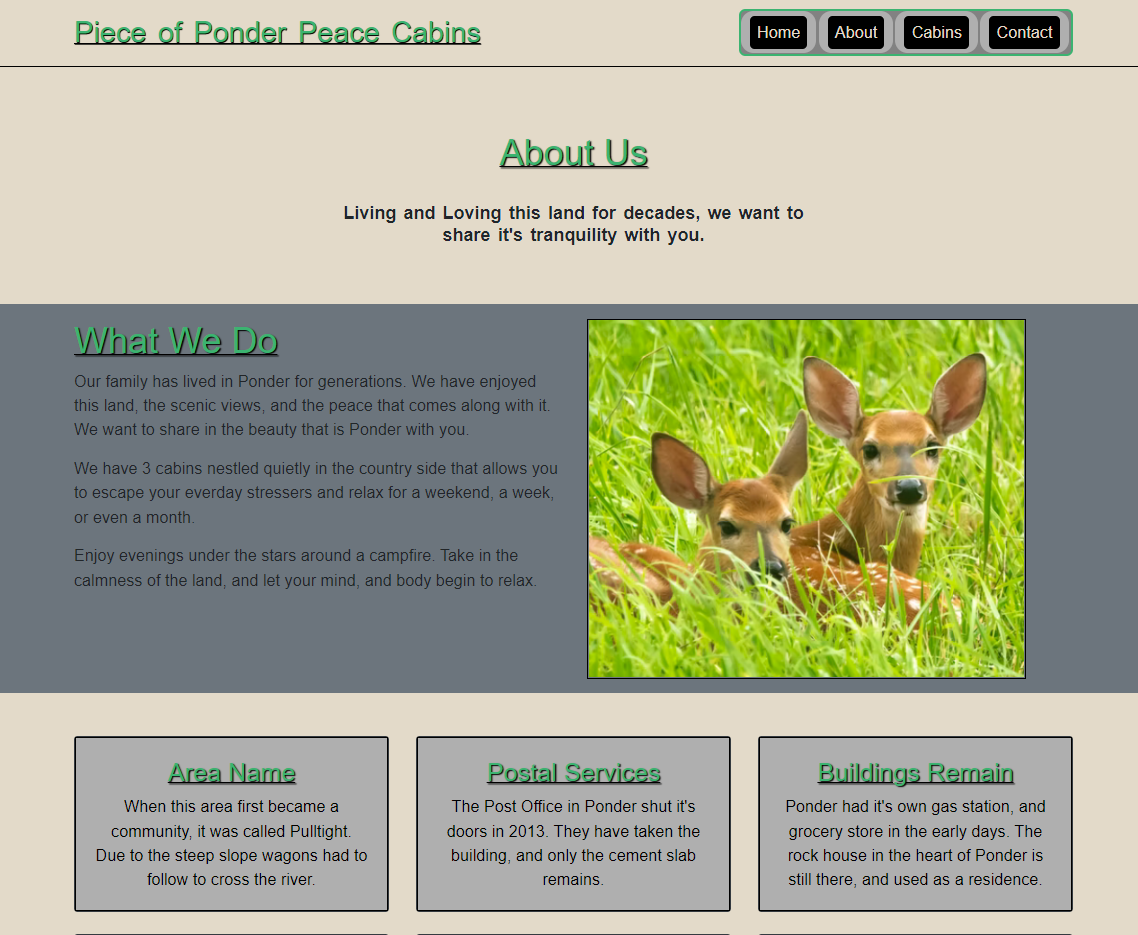 Piece of Ponder Peace Cabins
Home
About
Cabins
Contact
About Us
Living and Loving this land for decades, we want to
share it's tranquility with you.
What We Do
Our family has lived in Ponder for generations. We have enjoyed
this land, the scenic views, and the peace that comes along with it.
We want to share in the beauty that is Ponder with you.
We have 3 cabins nestled quietly in the country side that allows you
to escape your everday stressers and relax for a weekend, a week,
or even a month.
Enjoy evenings under the stars around a campfire. Take in the
calmness of the land, and let your mind, and body begin to relax.
Area Name
When this area first became a
community, it was called Pulltight.
Due to the steep slope wagons had to
follow to cross the river.
Postal Services
The Post Office in Ponder shut it's
doors in 2013. They have taken the
building, and only the cement slab
remains.
Buildings Remain
Ponder had it's own gas station, and
grocery store in the early days. The
rock house in the heart of Ponder is
still there, and used as a residence.